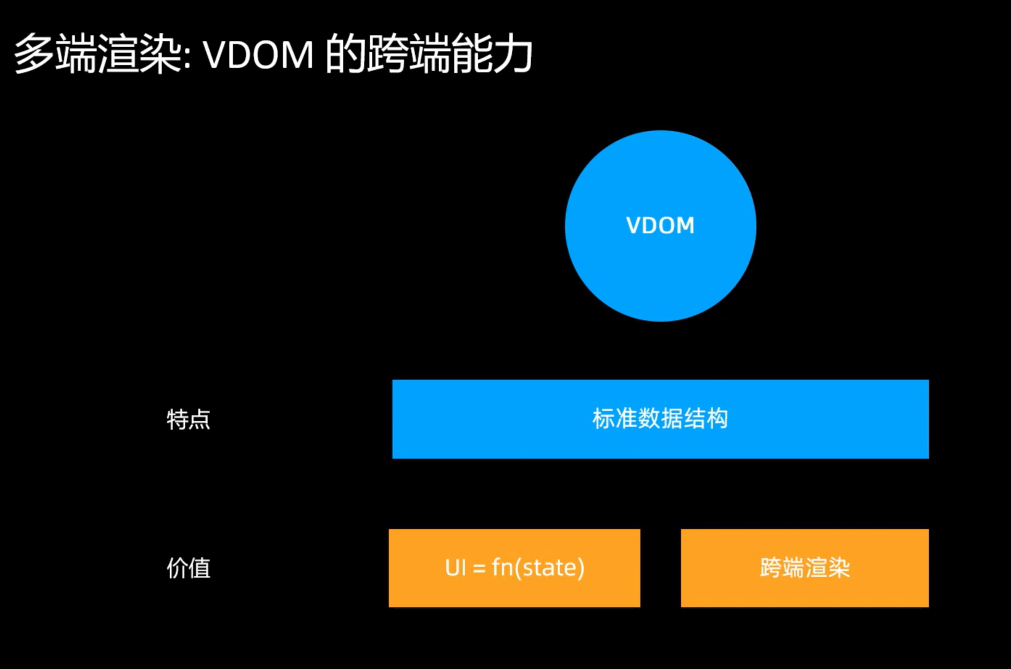 多端渲染: VDOM 的跨端能力
VDOM
特点
标准数据结构
价值
UI = fn(state)
跨端渲染